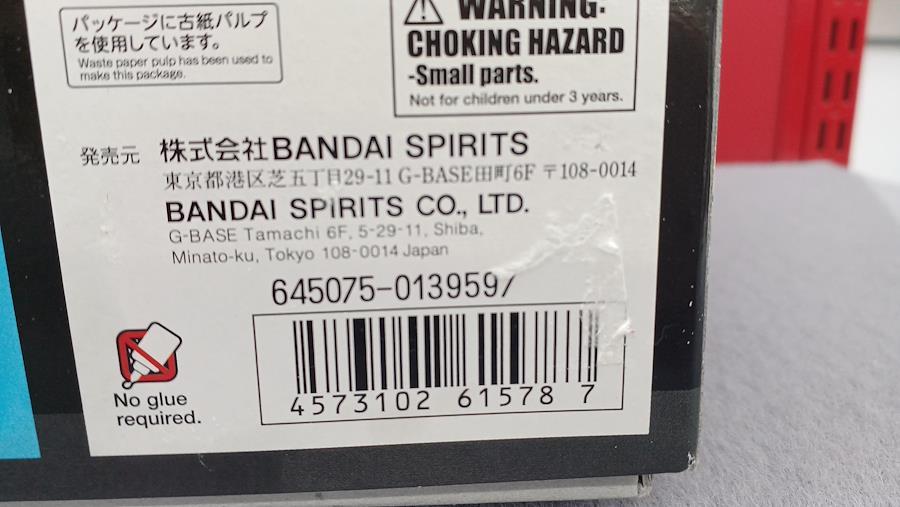 パッケージに古紙パルプ
を使用しています。
Waste paper pulp has been used to
make this package.
WARNING:
CHOKING HAZARD
-Small parts.
Not for children under 3 years.
発売元 株式会社BANDAI SPIRITS
東京都港区芝五丁目29-11 G-BASE田町6F 〒108-0014
BANDAI SPIRITS CO., LTD.
G-BASE Tamachi 6F, 5-29-11, Shiba,
Minato-ku, Tokyo 108-0014 Japan
645075-0139597
4573102 61578 7
No glue
required.